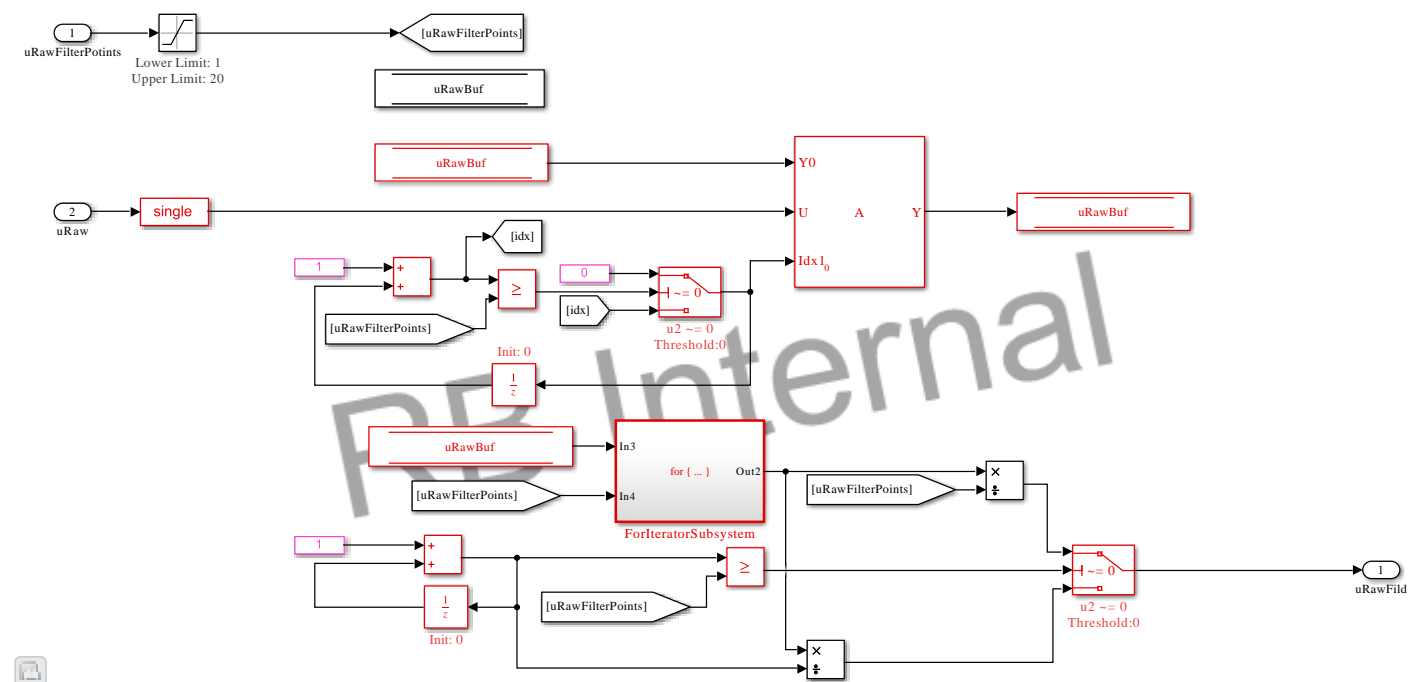 1
uRawFilterPotints
Lower Limit: 1
Upper Limit: 20
[uRawFilterPoints]
uRawBuf
uRawBuf
Y0
2
uRaw
single
U
A
Y
uRawBuf
[idx]
1
+
+
≥
0
~= 0
Idx1₀
[uRawFilterPoints]
[idx]
u2 ~= 0
Threshold:0
Init: 0
1
z
RB Internal
uRawBuf
In3
for { ... }
Out2
×
÷
[uRawFilterPoints]
In4
[uRawFilterPoints]
ForIteratorSubsystem
1
+
+
≥
~= 0
1
uRawFild
1
z
[uRawFilterPoints]
u2 ~= 0
Threshold:0
Init: 0
×
÷